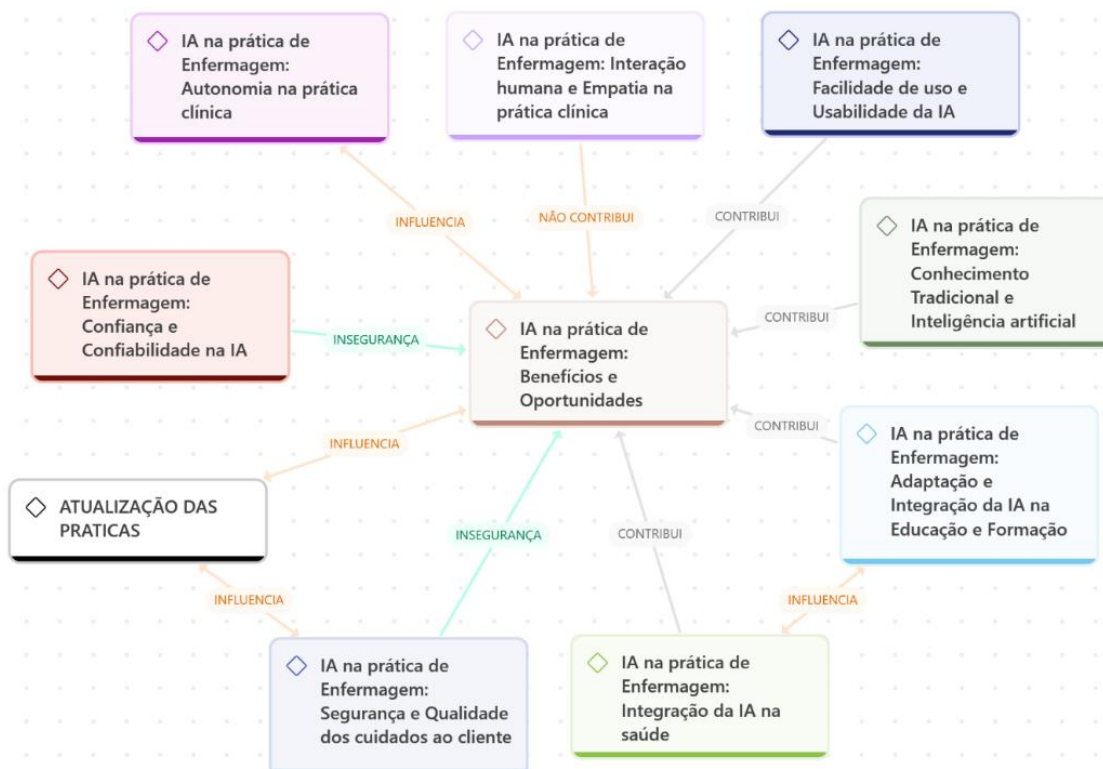 IA na prática de
Enfermagem:
Autonomia na prática
clínica
IA na prática de
Enfermagem: Interação
humana e Empatia na
prática clínica
IA na prática de
Enfermagem:
Facilidade de uso e
Usabilidade da IA
INFLUENCIA
NÃO CONTRIBUI
CONTRIBUI
IA na prática de
Enfermagem:
Conhecimento
Tradicional e
Inteligência artificial
IA na prática de
Enfermagem:
Confiança e
Confiabilidade na IA
INSEGURANÇA
IA na prática de
Enfermagem:
Benefícios e
Oportunidades
CONTRIBUI
CONTRIBUI
IA na prática de
Enfermagem:
Adaptação e
Integração da IA na
Educação e Formação
INFLUENCIA
ATUALIZAÇÃO DAS
PRATICAS
INSEGURANÇA
CONTRIBUI
INFLUENCIA
INFLUENCIA
IA na prática de
Enfermagem:
Segurança e Qualidade
dos cuidados ao cliente
IA na prática de
Enfermagem:
Integração da IA na
saúde